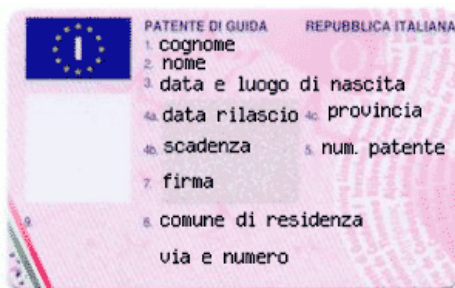 I
PATENTE DI GUIDA REPUBBLICA ITALIANA
1. cognome
2. nome
3. data e luogo di nascita
4a. data rilascio 4c. provincia
4b. scadenza 5. num. patente
7. firma
9. 8. comune di residenza
via e numero